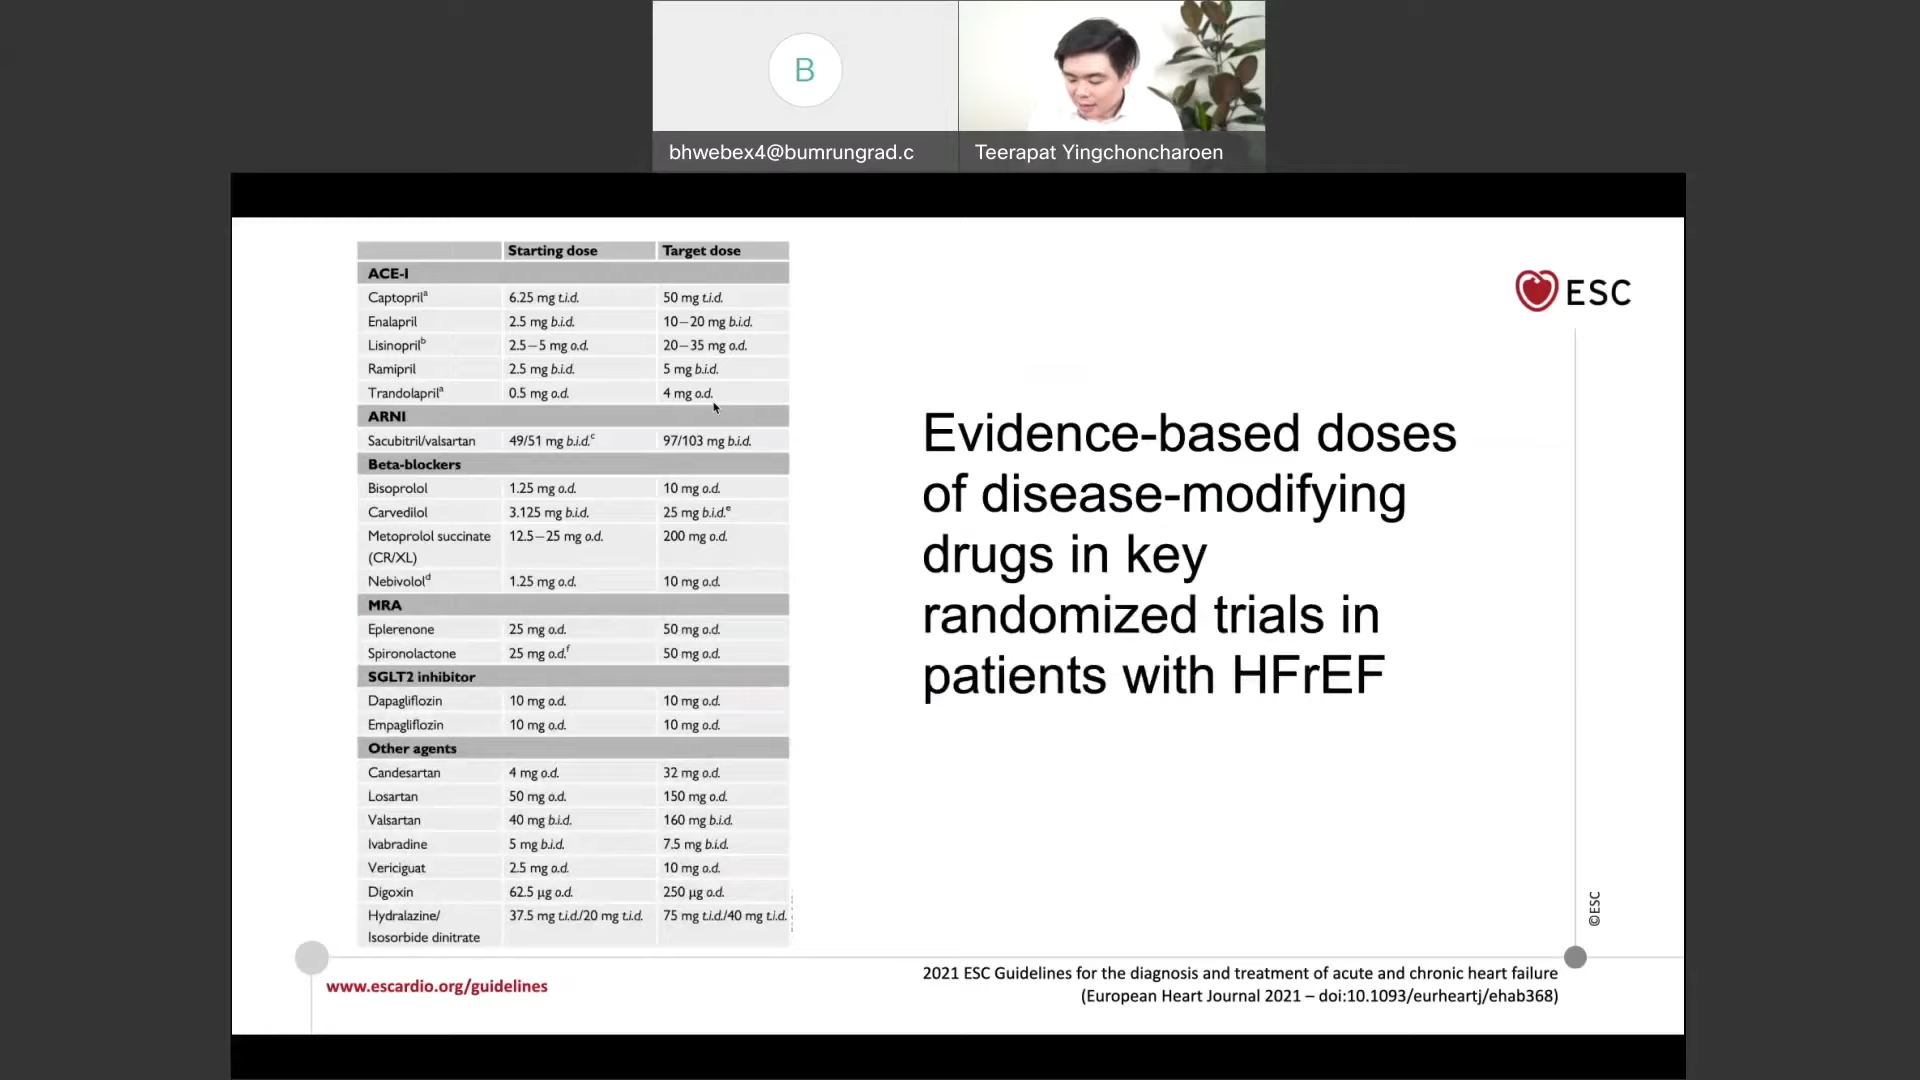 B
bhwebex4@bumrungrad.c
Teerapat Yingchoncharoen
Starting dose Target dose
ACE-I
Captoprilᵃ 6.25 mg t.i.d. 50 mg t.i.d.
Enalapril 2.5 mg b.i.d. 10–20 mg b.i.d.
Lisinoprilᵇ 2.5–5 mg o.d. 20–35 mg o.d.
Ramipril 2.5 mg b.i.d. 5 mg b.i.d.
Trandolaprilᵃ 0.5 mg o.d. 4 mg o.d.
ARNI
Sacubitril/valsartan 49/51 mg b.i.d.ᶜ 97/103 mg b.i.d.
Beta-blockers
Bisoprolol 1.25 mg o.d. 10 mg o.d.
Carvedilol 3.125 mg b.i.d. 25 mg b.i.d.ᵉ
Metoprolol succinate 12.5–25 mg o.d. 200 mg o.d.
(CR/XL)
Nebivololᵈ 1.25 mg o.d. 10 mg o.d.
MRA
Eplerenone 25 mg o.d. 50 mg o.d.
Spironolactone 25 mg o.d.ᶠ 50 mg o.d.
SGLT2 inhibitor
Dapagliflozin 10 mg o.d. 10 mg o.d.
Empagliflozin 10 mg o.d. 10 mg o.d.
Other agents
Candesartan 4 mg o.d. 32 mg o.d.
Losartan 50 mg o.d. 150 mg o.d.
Valsartan 40 mg b.i.d. 160 mg b.i.d.
Ivabradine 5 mg b.i.d. 7.5 mg b.i.d.
Vericiguat 2.5 mg o.d. 10 mg o.d.
Digoxin 62.5 µg o.d. 250 µg o.d.
Hydralazine/ 37.5 mg t.i.d./20 mg t.i.d. 75 mg t.i.d./40 mg t.i.d.
Isosorbide dinitrate
ESC
Evidence-based doses
of disease-modifying
drugs in key
randomized trials in
patients with HFrEF
©ESC
www.escardio.org/guidelines
2021 ESC Guidelines for the diagnosis and treatment of acute and chronic heart failure
(European Heart Journal 2021 – doi:10.1093/eurheartj/ehab368)